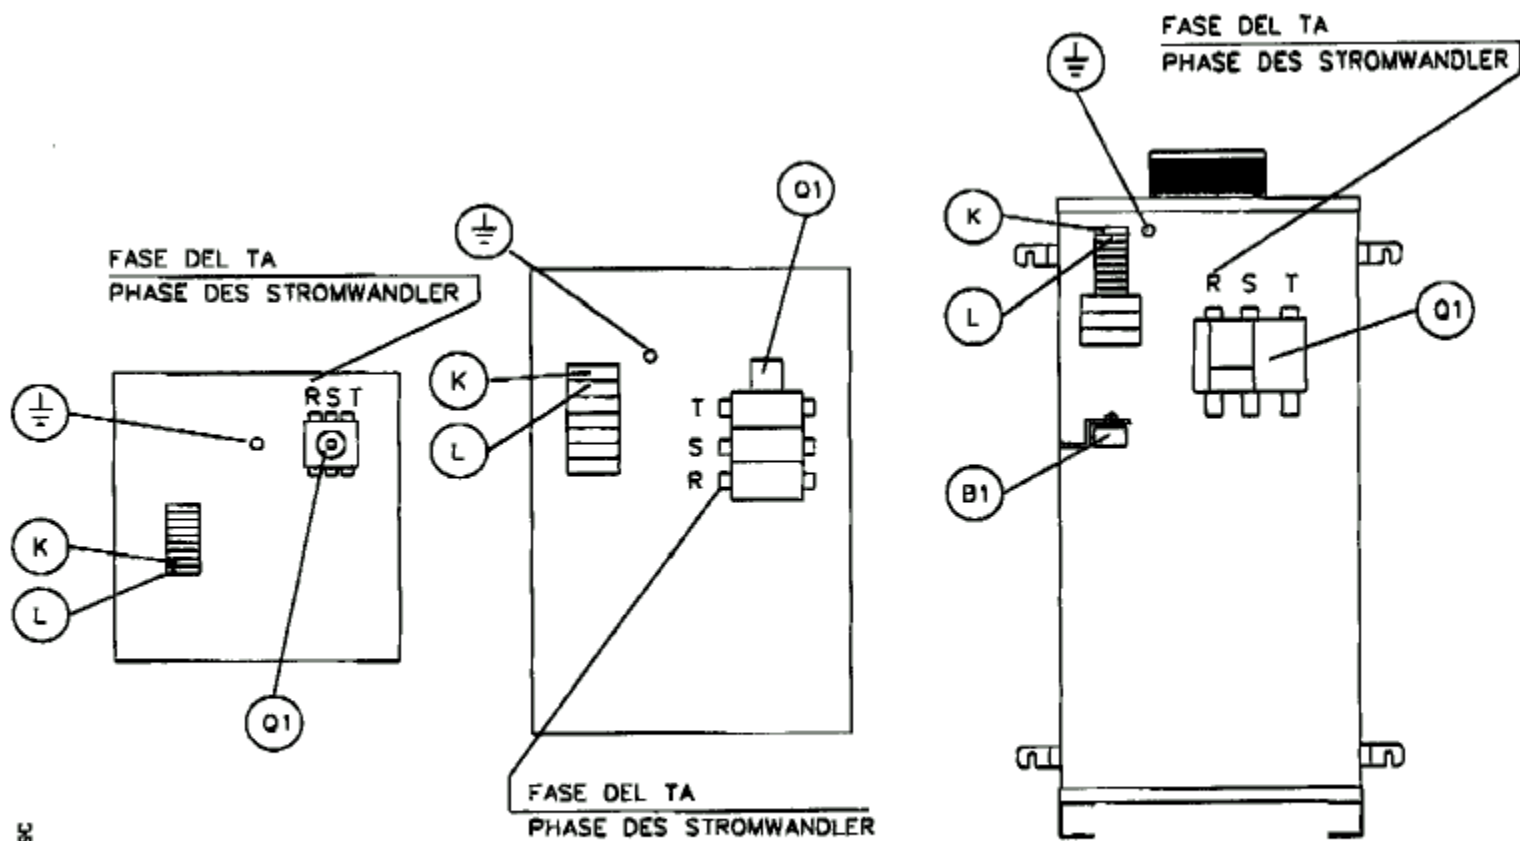 FASE DEL TA
PHASE DES STROMWANDLER
K
L
Q1
R S T
FASE DEL TA
PHASE DES STROMWANDLER
Q1
K
L
T
S
R
FASE DEL TA
PHASE DES STROMWANDLER
K
L
B1
R S T
Q1